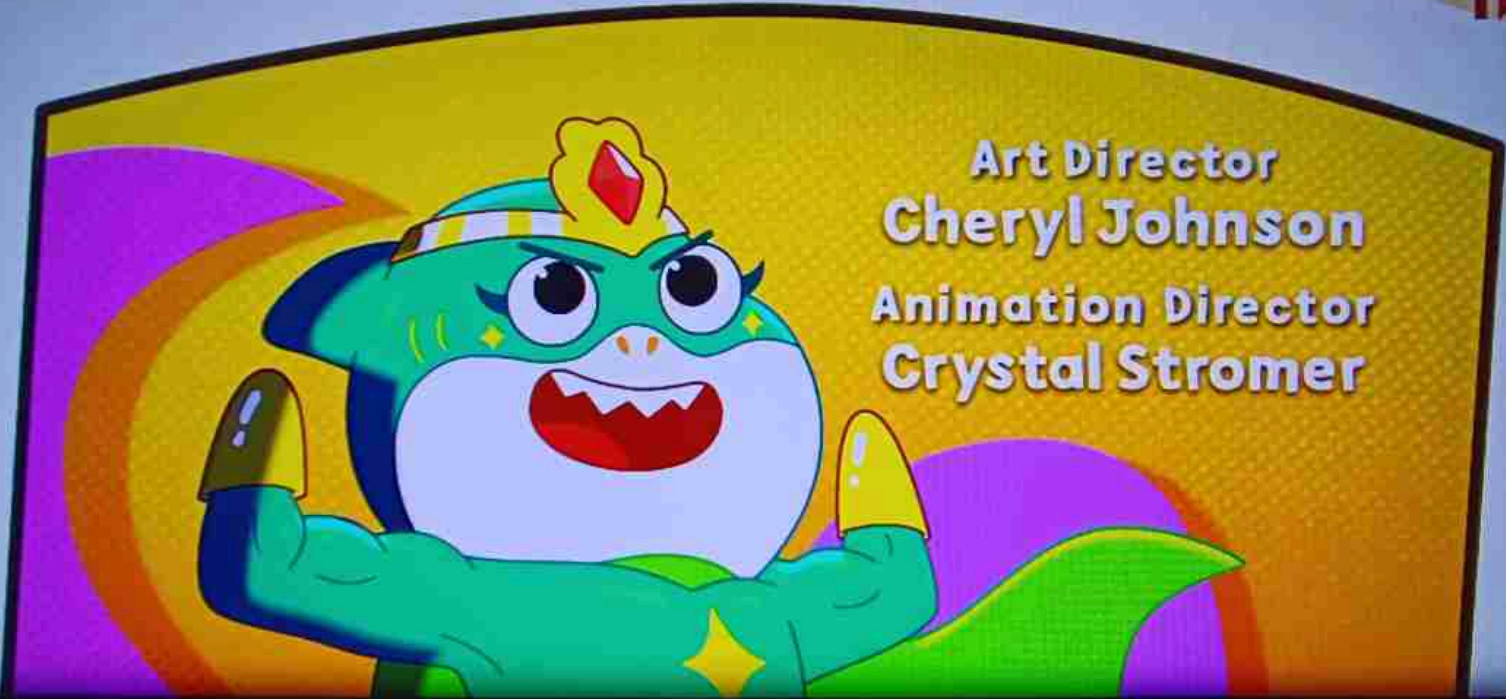 Art Director
Cheryl Johnson
Animation Director
Crystal Stromer